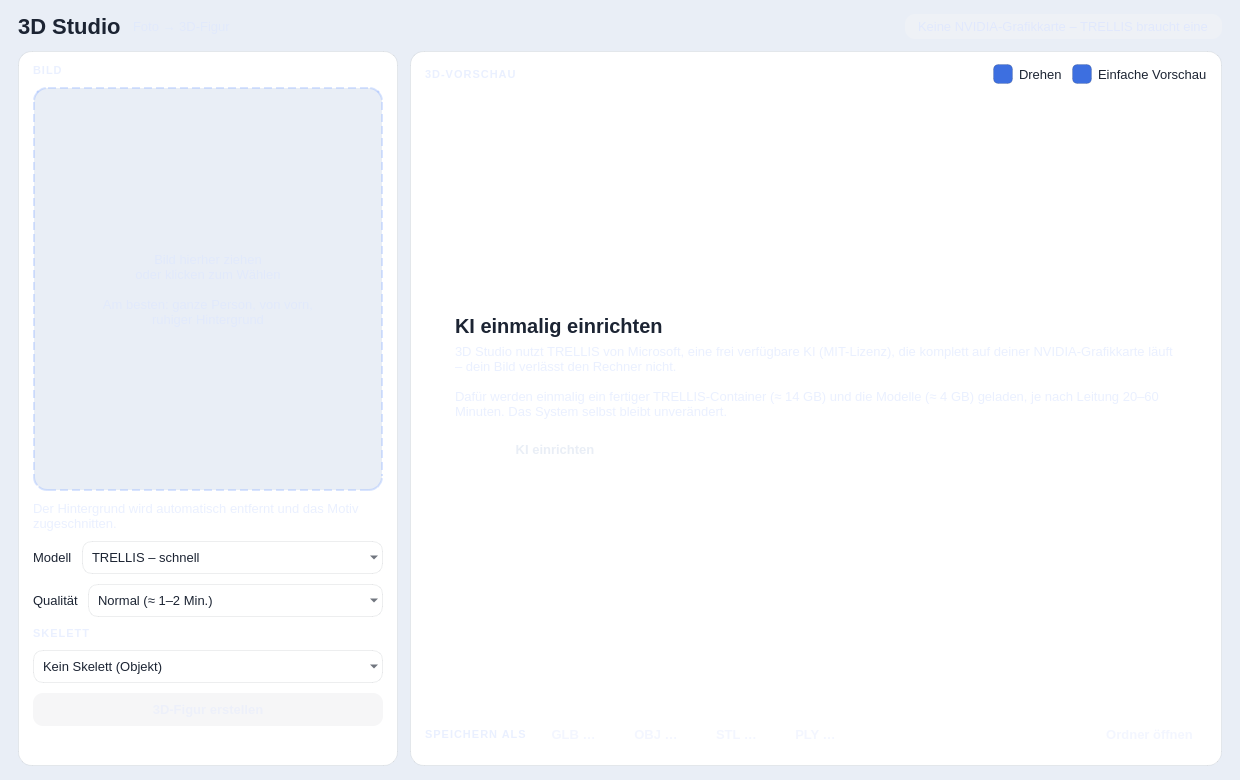 3D Studio
Keine NVIDIA-Grafikkarte – TRELLIS braucht eine
BILD
3D-VORSCHAU
Drehen
Einfache Vorschau
KI einmalig einrichten
3D Studio nutzt TRELLIS von Microsoft, eine frei verfügbare KI (MIT-Lizenz), die komplett auf deiner NVIDIA-Grafikkarte läuft
– dein Bild verlässt den Rechner nicht.
Dafür werden einmalig ein fertiger TRELLIS-Container (≈ 14 GB) und die Modelle (≈ 4 GB) geladen, je nach Leitung 20–60
Minuten. Das System selbst bleibt unverändert.
KI einrichten
Der Hintergrund wird automatisch entfernt und das Motiv
zugeschnitten.
Modell
TRELLIS – schnell
Qualität
Normal (≈ 1–2 Min.)
SKELETT
Kein Skelett (Objekt)
3D-Figur erstellen
SPEICHERN ALS
GLB …
OBJ …
STL …
PLY …
Ordner öffnen